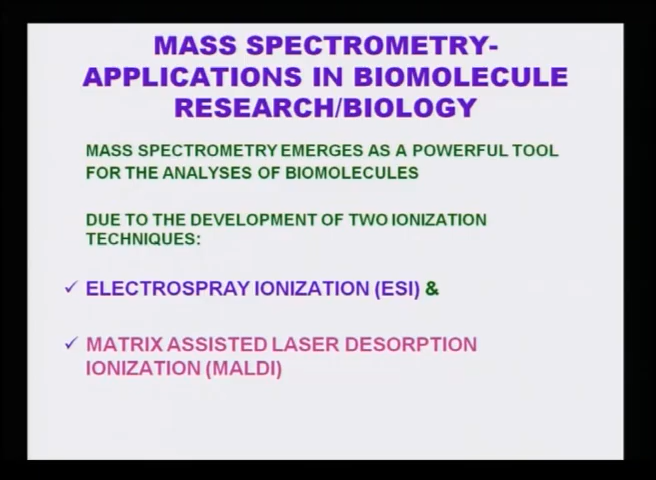 MASS SPECTROMETRY-
APPLICATIONS IN BIOMOLECULE
RESEARCH/BIOLOGY
MASS SPECTROMETRY EMERGES AS A POWERFUL TOOL
FOR THE ANALYSES OF BIOMOLECULES
DUE TO THE DEVELOPMENT OF TWO IONIZATION
TECHNIQUES:
✓ ELECTROSPRAY IONIZATION (ESI) &
✓ MATRIX ASSISTED LASER DESORPTION
IONIZATION (MALDI)